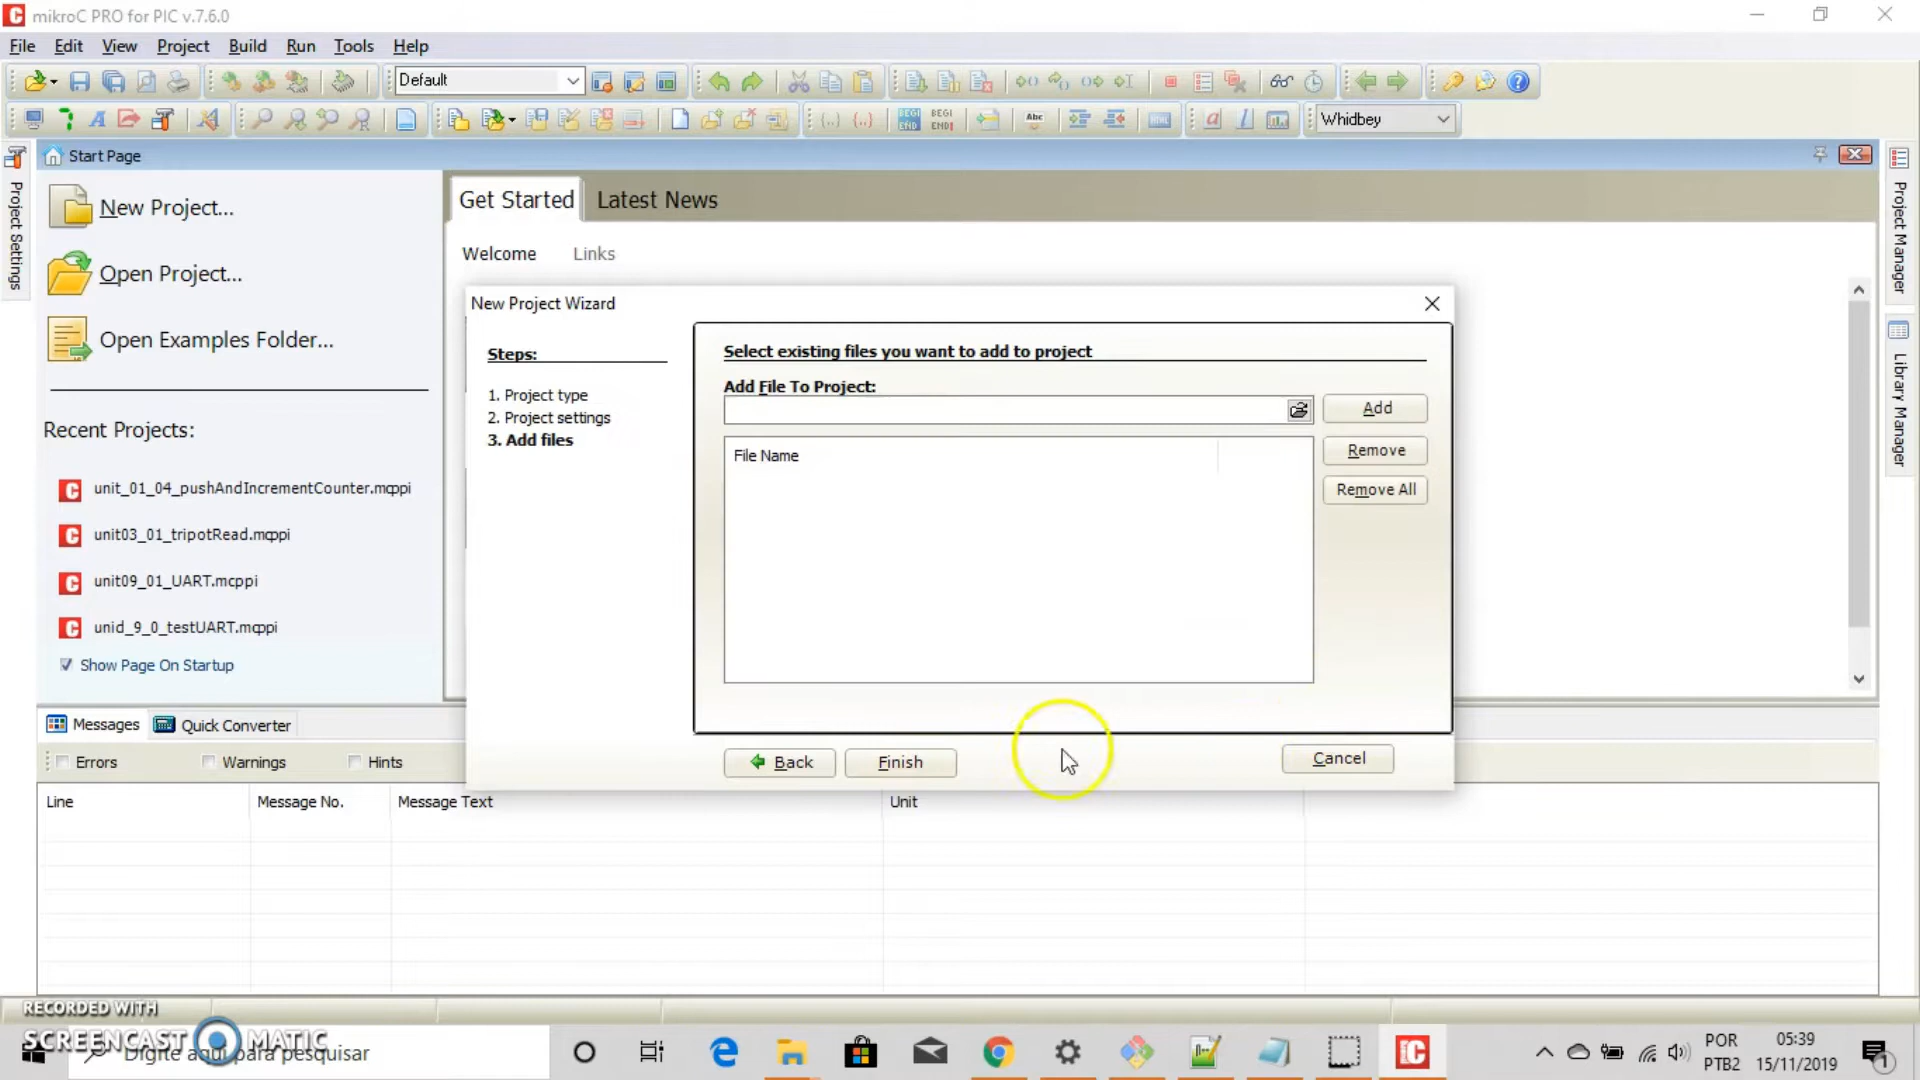 mikroC PRO for PIC v.7.6.0
File Edit View Project Build Run Tools Help
Default
Whidbey
Start Page
Project Settings
Project Manager
Library Manager
New Project...
Open Project...
Open Examples Folder...
Recent Projects:
unit_01_04_pushAndIncrementCounter.mcppi
unit03_01_tripotRead.mcppi
unit09_01_UART.mcppi
unid_9_0_testUART.mcppi
Show Page On Startup
Get Started Latest News
Welcome Links
New Project Wizard
Steps:
1. Project type
2. Project settings
3. Add files
Select existing files you want to add to project
Add File To Project:
Add
File Name
Remove
Remove All
Back Finish Cancel
Messages Quick Converter
Errors Warnings Hints
Line Message No. Message Text Unit
RECORDED WITH
SCREENCAST MATIC
Digite aqui para pesquisar
POR
PTB2
05:39
15/11/2019
1